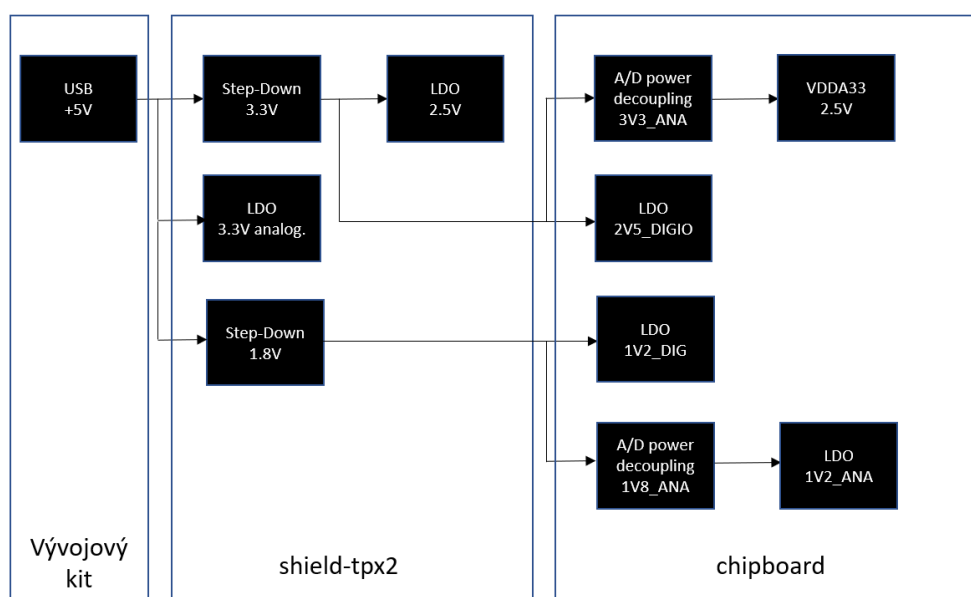 USB
+5V
Step-Down
3.3V
LDO
2.5V
A/D power
decoupling
3V3_ANA
VDDA33
2.5V
LDO
3.3V analog.
LDO
2V5_DIGIO
Step-Down
1.8V
LDO
1V2_DIG
A/D power
decoupling
1V8_ANA
LDO
1V2_ANA
Vývojový
kit
shield-tpx2
chipboard